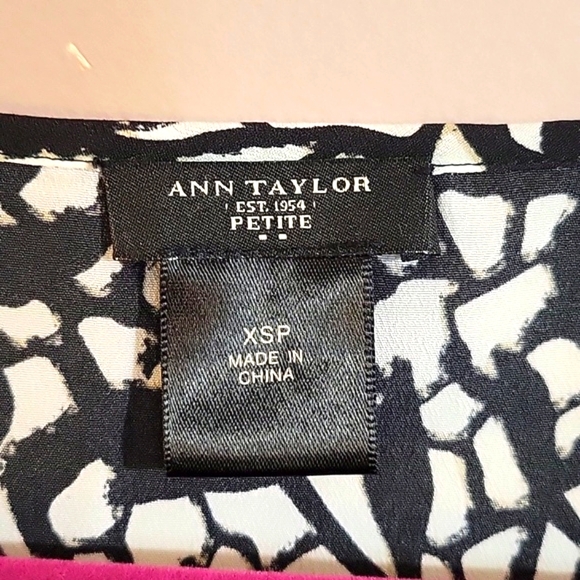 ANN TAYLOR
EST. 1954
PETITE
XSP
MADE IN
CHINA